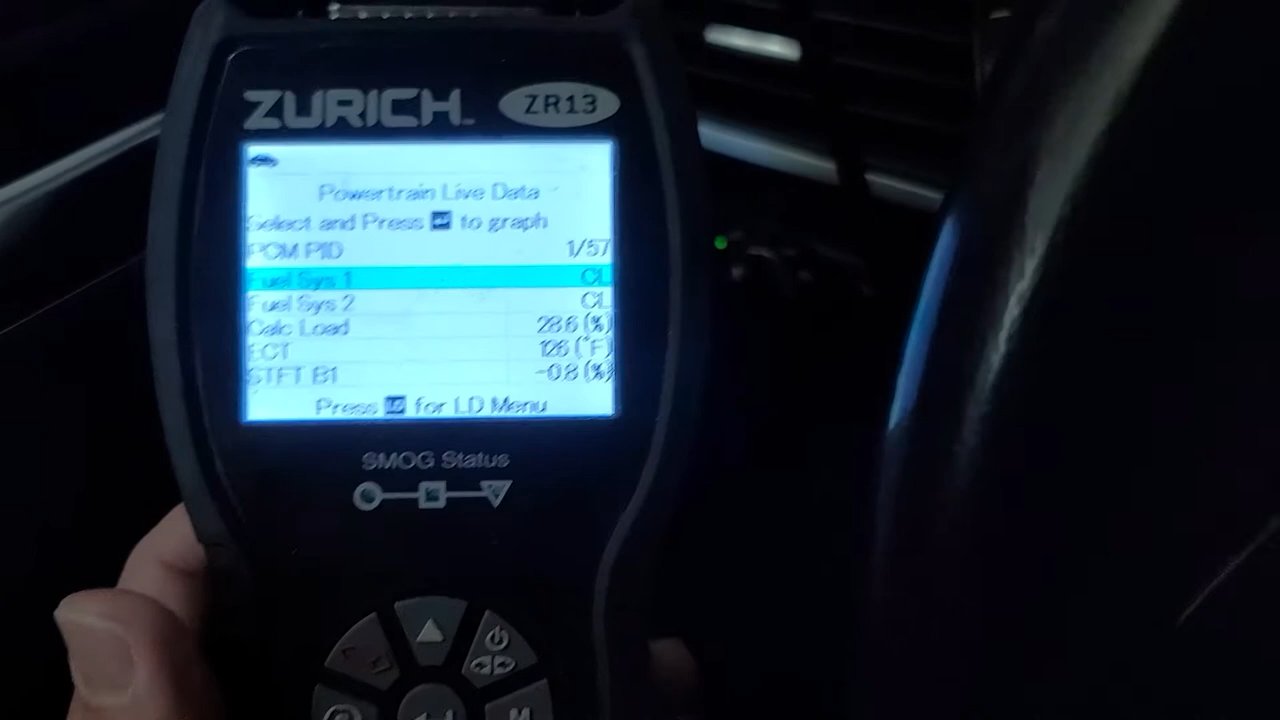 ZURICH ZR13
Powertrain Live Data
Select and Press to graph
PCM PID 1/57
Fuel Sys 1 CL
Fuel Sys 2 CL
Calc Load 28.6 (%)
ECT 126 (°F)
STFT B1 -0.8 (%)
Press LD for LD Menu
SMOG Status
M